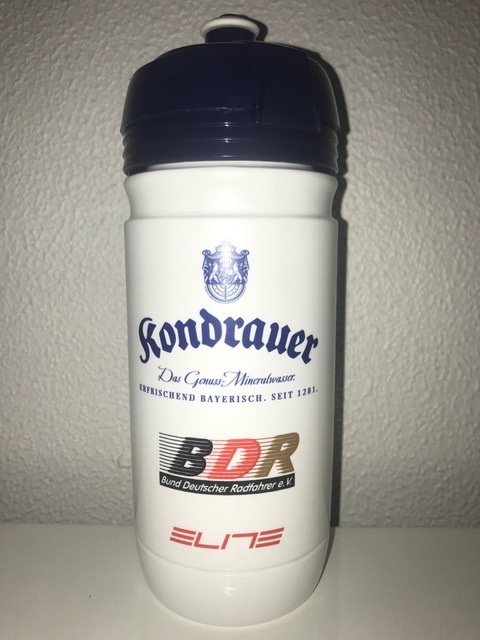 Kondrauer
Das Genuss-Mineralwasser.
ERFRISCHEND BAYERISCH. SEIT 1281.
BDR
Bund Deutscher Radfahrer e.V.
ELITE